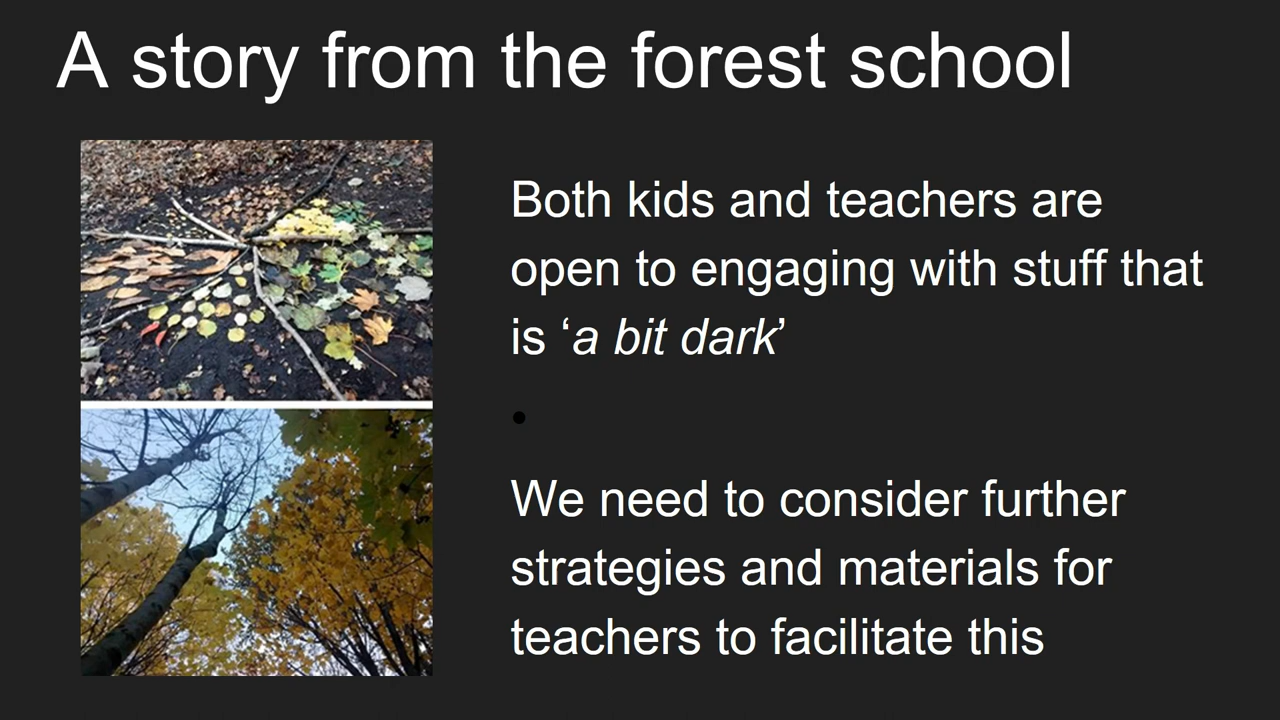 A story from the forest school
Both kids and teachers are
open to engaging with stuff that
is ‘a bit dark’
•
We need to consider further
strategies and materials for
teachers to facilitate this